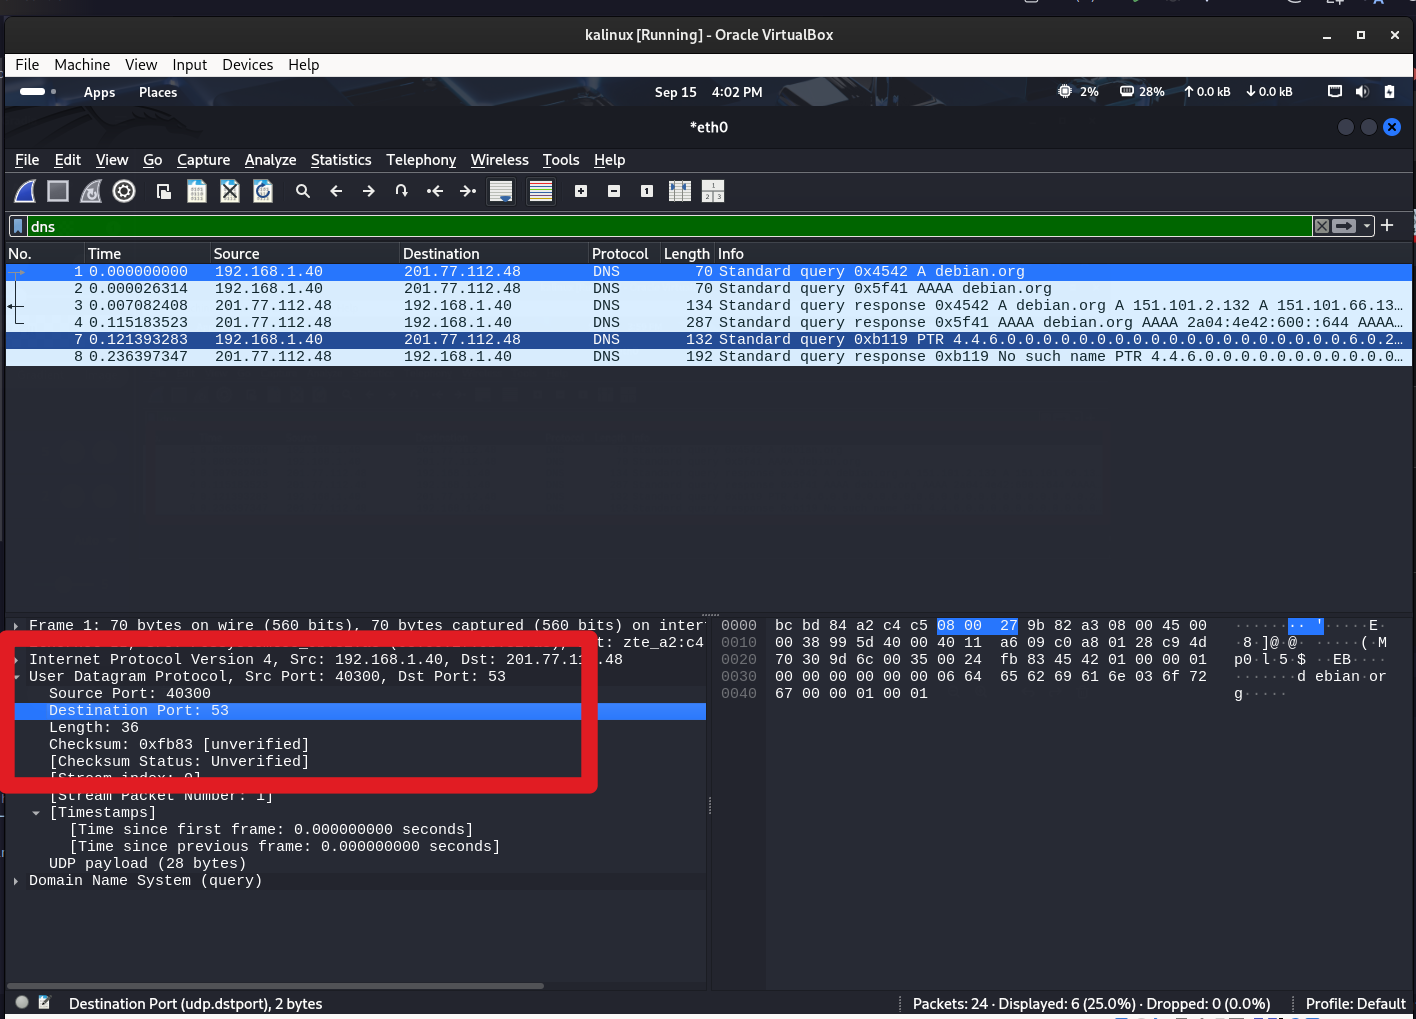 kalinux [Running] - Oracle VirtualBox
File Machine View Input Devices Help
Apps Places Sep 15 4:02 PM 2% 28% 0.0 kB 0.0 kB
*eth0
File Edit View Go Capture Analyze Statistics Telephony Wireless Tools Help
dns
No. Time Source Destination Protocol Length Info
1 0.000000000 192.168.1.40 201.77.112.48 DNS 70 Standard query 0x4542 A debian.org
2 0.000026314 192.168.1.40 201.77.112.48 DNS 70 Standard query 0x5f41 AAAA debian.org
3 0.007082408 201.77.112.48 192.168.1.40 DNS 134 Standard query response 0x4542 A debian.org A 151.101.2.132 A 151.101.66.13…
4 0.115183523 201.77.112.48 192.168.1.40 DNS 287 Standard query response 0x5f41 AAAA debian.org AAAA 2a04:4e42:600::644 AAAA…
7 0.121393283 192.168.1.40 201.77.112.48 DNS 132 Standard query 0xb119 PTR 4.4.6.0.0.0.0.0.0.0.0.0.0.0.0.0.0.0.0.0.0.0.6.0.2…
8 0.236397347 201.77.112.48 192.168.1.40 DNS 192 Standard query response 0xb119 No such name PTR 4.4.6.0.0.0.0.0.0.0.0.0.0.0…
Frame 1: 70 bytes on wire (560 bits), 70 bytes captured (560 bits) on inter
zte_a2:c4
Internet Protocol Version 4, Src: 192.168.1.40, Dst: 201.77.1 .48
User Datagram Protocol, Src Port: 40300, Dst Port: 53
Source Port: 40300
Destination Port: 53
Length: 36
Checksum: 0xfb83 [unverified]
[Checksum Status: Unverified]
[Stream index: 0]
[Stream Packet Number: 1]
[Timestamps]
[Time since first frame: 0.000000000 seconds]
[Time since previous frame: 0.000000000 seconds]
UDP payload (28 bytes)
Domain Name System (query)
0000 bc bd 84 a2 c4 c5 08 00 27 9b 82 a3 08 00 45 00 ········'·····E·
0010 00 38 99 5d 40 00 40 11 a6 09 c0 a8 01 28 c9 4d ·8·]@·@· ·····(·M
0020 70 30 9d 6c 00 35 00 24 fb 83 45 42 01 00 00 01 p0·l·5·$ ··EB····
0030 00 00 00 00 00 00 06 64 65 62 69 61 6e 03 6f 72 ·······d ebian·or
0040 67 00 00 01 00 01 g·····
Destination Port (udp.dstport), 2 bytes
Packets: 24 · Displayed: 6 (25.0%) · Dropped: 0 (0.0%)
Profile: Default